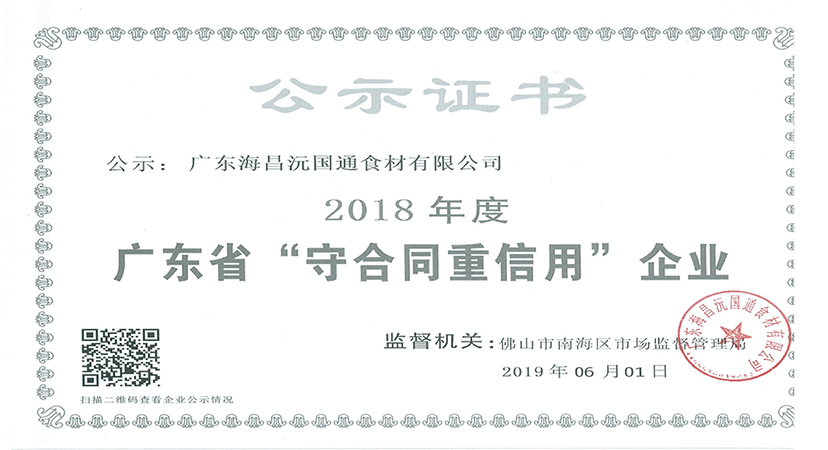 公示证书
公示： 广东海昌沅国通食材有限公司
2018 年度
广东省“守合同重信用”企业
监督机关：佛山市南海区市场监督管理局
2019 年 06 月 01 日
扫描二维码查看企业公示情况
广东海昌沅国通食材有限公司